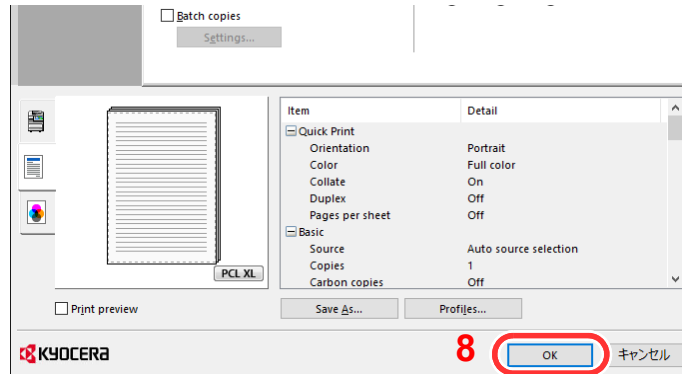 Batch copies
Settings...
Item Detail
Quick Print
Orientation Portrait
Color Full color
Collate On
Duplex Off
Pages per sheet Off
Basic
Source Auto source selection
Copies 1
Carbon copies Off
PCL XL
Print preview
Save As...
Profiles...
KYOCERA
8
OK
キャンセル